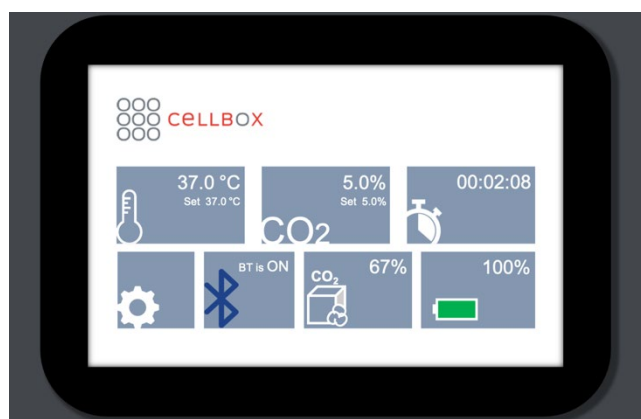 CELLBOX
37.0 °C
Set 37.0 °C
5.0%
Set 5.0%
CO2
00:02:08
BT is ON
CO₂
67%
100%